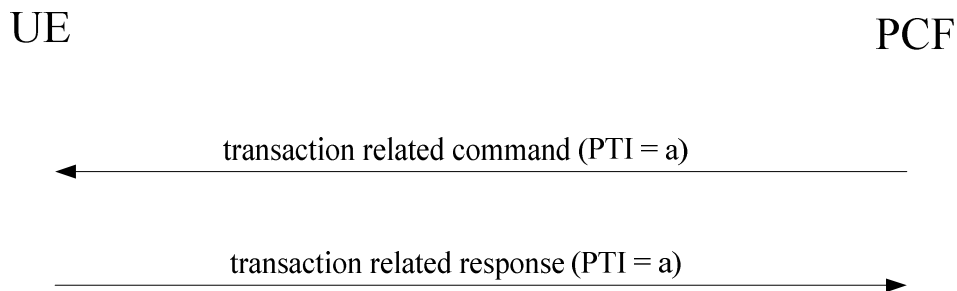 UE
PCF
transaction related command (PTI = a)
transaction related response (PTI = a)